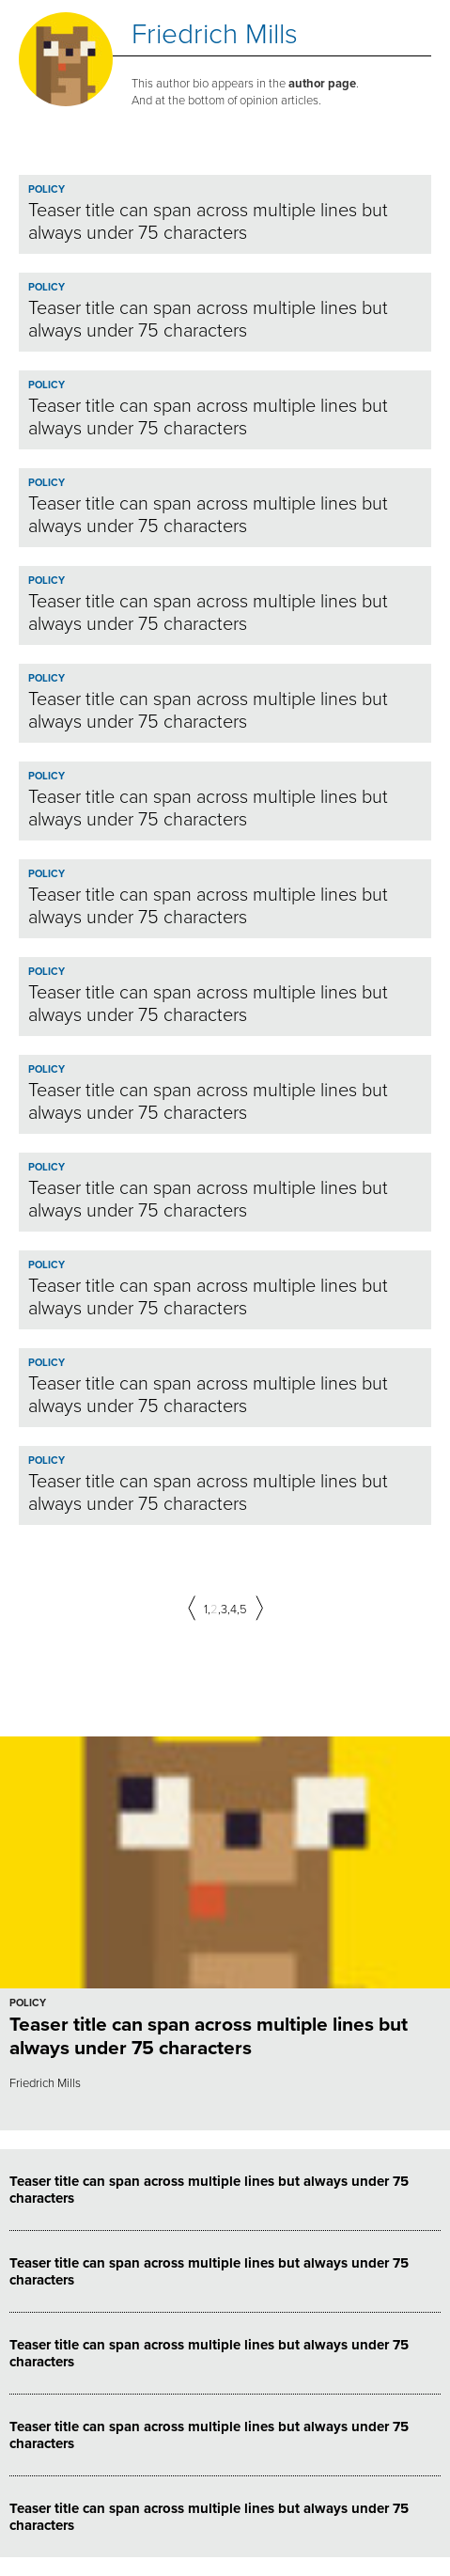 Friedrich Mills
This author bio appears in the author page.
And at the bottom of opinion articles.
POLICY
Teaser title can span across multiple lines but
always under 75 characters
POLICY
Teaser title can span across multiple lines but
always under 75 characters
POLICY
Teaser title can span across multiple lines but
always under 75 characters
POLICY
Teaser title can span across multiple lines but
always under 75 characters
POLICY
Teaser title can span across multiple lines but
always under 75 characters
POLICY
Teaser title can span across multiple lines but
always under 75 characters
POLICY
Teaser title can span across multiple lines but
always under 75 characters
POLICY
Teaser title can span across multiple lines but
always under 75 characters
POLICY
Teaser title can span across multiple lines but
always under 75 characters
POLICY
Teaser title can span across multiple lines but
always under 75 characters
POLICY
Teaser title can span across multiple lines but
always under 75 characters
POLICY
Teaser title can span across multiple lines but
always under 75 characters
POLICY
Teaser title can span across multiple lines but
always under 75 characters
POLICY
Teaser title can span across multiple lines but
always under 75 characters
1,2,3,4,5
POLICY
Teaser title can span across multiple lines but
always under 75 characters
Friedrich Mills
Teaser title can span across multiple lines but always under 75
characters
Teaser title can span across multiple lines but always under 75
characters
Teaser title can span across multiple lines but always under 75
characters
Teaser title can span across multiple lines but always under 75
characters
Teaser title can span across multiple lines but always under 75
characters